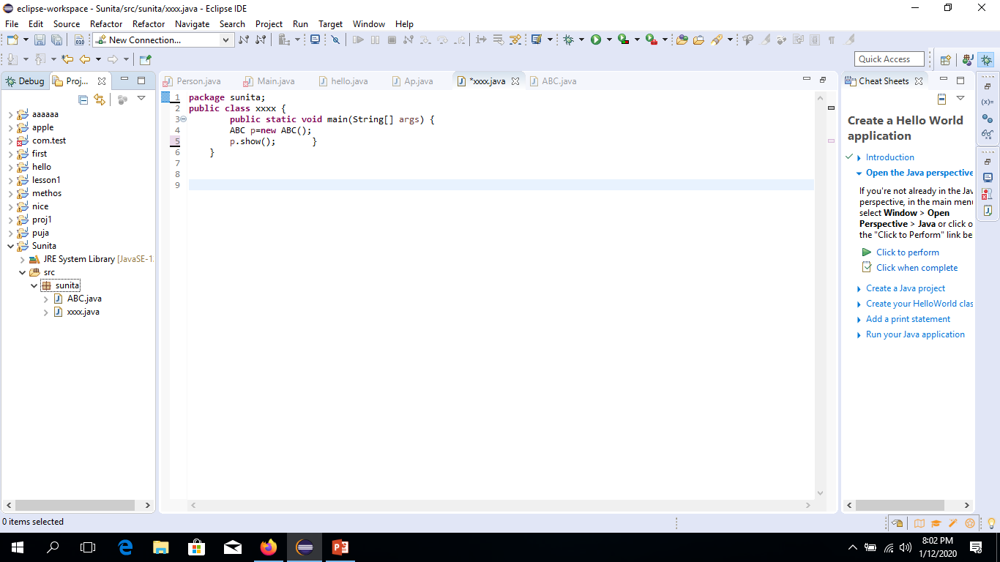 eclipse-workspace - Sunita/src/sunita/xxxx.java - Eclipse IDE
File Edit Source Refactor Refactor Navigate Search Project Run Target Window Help
New Connection...
Quick Access
Debug Proj... Person.java Main.java hello.java Ap.java *xxxx.java ABC.java Cheat Sheets
aaaaaa
apple
com.test
first
hello
lesson1
methos
nice
proj1
puja
Sunita
JRE System Library [JavaSE-1.
src
sunita
ABC.java
xxxx.java
1 package sunita;
2 public class xxxx {
3 public static void main(String[] args) {
4 ABC p=new ABC();
5 p.show(); }
6 }
7
8
9
Create a Hello World
application
Introduction
Open the Java perspective
If you're not already in the Jav
perspective, in the main menu
select Window > Open
Perspective > Java or click o
the "Click to Perform" link be
Click to perform
Click when complete
Create a Java project
Create your HelloWorld clas
Add a print statement
Run your Java application
(x)=
0 items selected
8:02 PM
1/12/2020